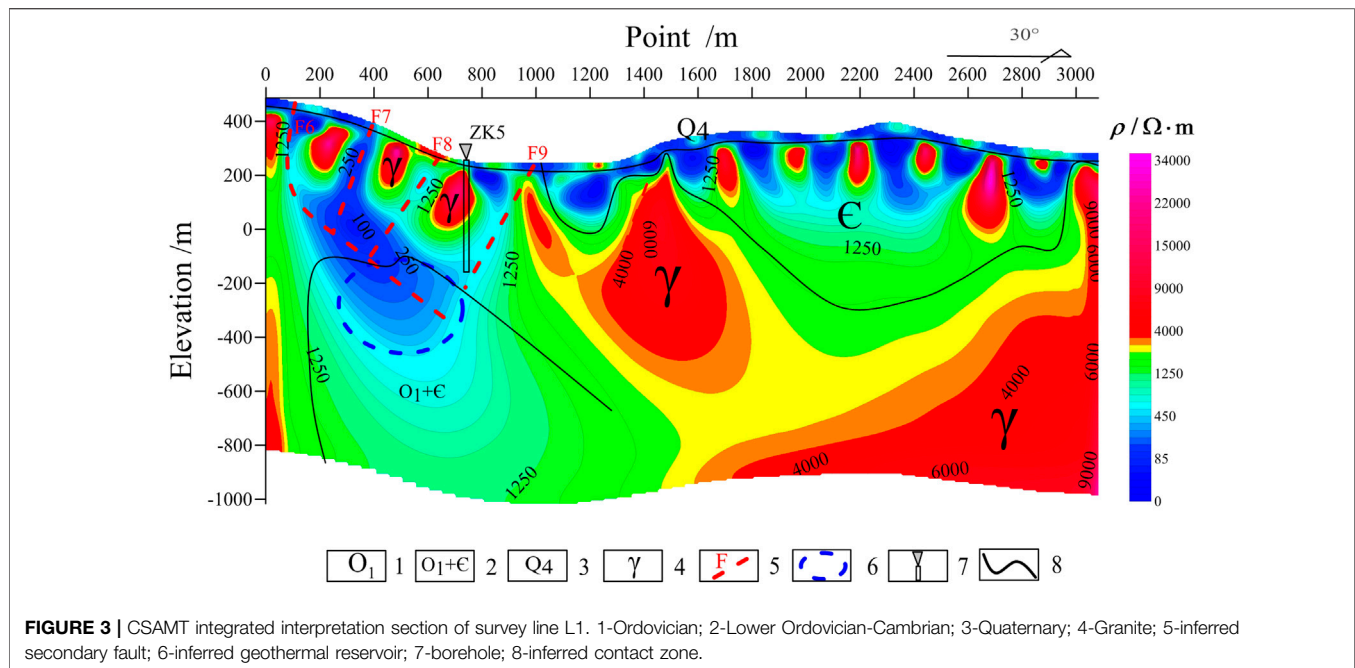 Point /m
30°
0 200 400 600 800 1000 1200 1400 1600 1800 2000 2200 2400 2600 2800 3000
Elevation /m
400
200
0
-200
-400
-600
-800
-1000
F6
F7
F8
ZK5
F9
Q4
1250
250
γ
1250
γ
100
250
1250
1250
O1+Є
1250
4000
6000
γ
1250
Є
1250
1250
9000
6000
6000
4000
γ
4000
6000
9000
ρ / Ω·m
34000
22000
15000
9000
4000
1250
450
85
0
O1 1 O1+Є 2 Q4 3 γ 4 F 5 6 7 8
FIGURE 3 | CSAMT integrated interpretation section of survey line L1. 1-Ordovician; 2-Lower Ordovician-Cambrian; 3-Quaternary; 4-Granite; 5-inferred
secondary fault; 6-inferred geothermal reservoir; 7-borehole; 8-inferred contact zone.